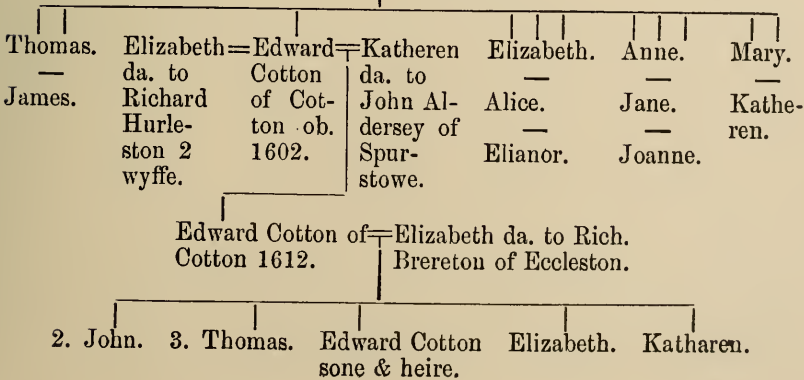 Thomas. Elizabeth=Edward=Katheren Elizabeth. Anne. Mary.
— da. to Cotton da. to — — —
James. Richard of Cot- John Al- Alice. Jane. Kathe-
Hurle- ton ob. dersey of — — ren.
ston 2 1602. Spur- Elianor. Joanne.
wyffe. stowe.
Edward Cotton of=Elizabeth da. to Rich.
Cotton 1612. Brereton of Eccleston.
2. John. 3. Thomas. Edward Cotton Elizabeth. Katharen.
sone & heire.